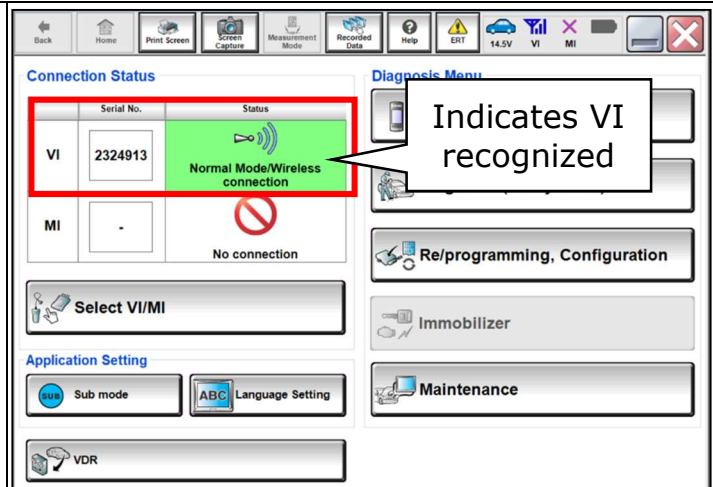 Back
Home
Print Screen
Screen
Capture
Measurement
Mode
Recorded
Data
Help
ERT
14.5V
VI
MI
Connection Status
Diagnosis Menu
Serial No.
Status
VI
2324913
Normal Mode/Wireless
connection
Indicates VI
recognized
MI
-
No connection
Re/programming, Configuration
Select VI/MI
Immobilizer
Application Setting
SUB
Sub mode
ABC
Language Setting
Maintenance
VDR